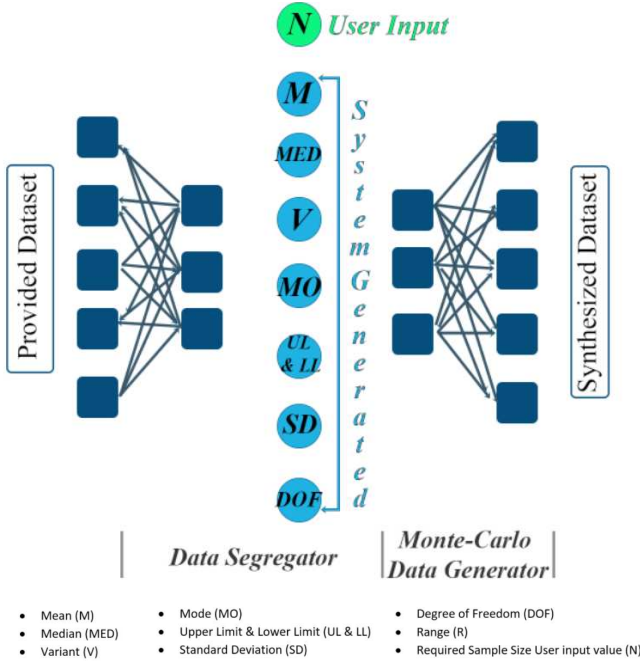 N User Input
M
MED
V
MO
UL
& LL
SD
DOF
System Generated
Provided Dataset
Synthesized Dataset
Data Segregator
Monte-Carlo
Data Generator
• Mean (M)
• Median (MED)
• Variant (V)
• Mode (MO)
• Upper Limit & Lower Limit (UL & LL)
• Standard Deviation (SD)
• Degree of Freedom (DOF)
• Range (R)
• Required Sample Size User input value (N)